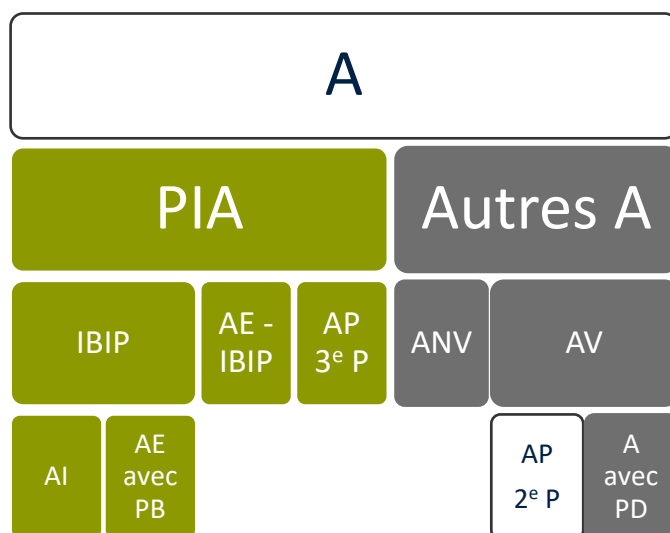 A
PIA
Autres A
IBIP
AE -
IBIP
AP
3ᵉ P
ANV
AV
AI
AE
avec
PB
AP
2ᵉ P
A
avec
PD